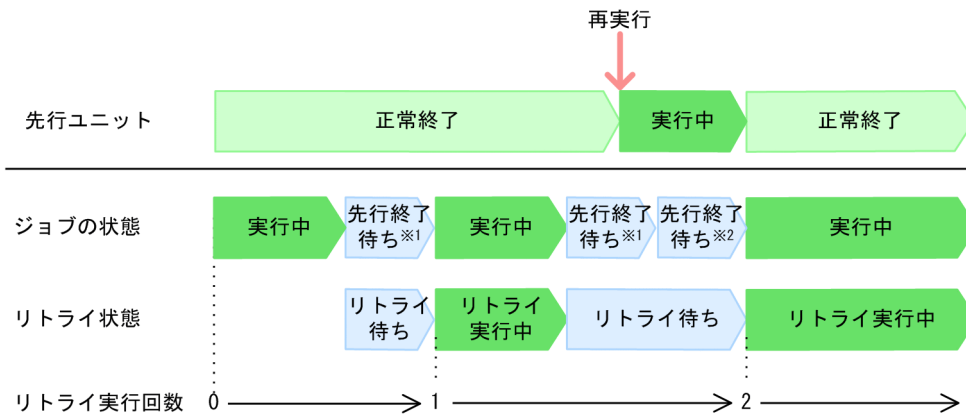 再実行
先行ユニット 正常終了 実行中 正常終了
ジョブの状態 実行中 先行終了待ち※1 実行中 先行終了待ち※1 先行終了待ち※2 実行中
リトライ状態 リトライ待ち リトライ実行中 リトライ待ち リトライ実行中
リトライ実行回数 0 1 2